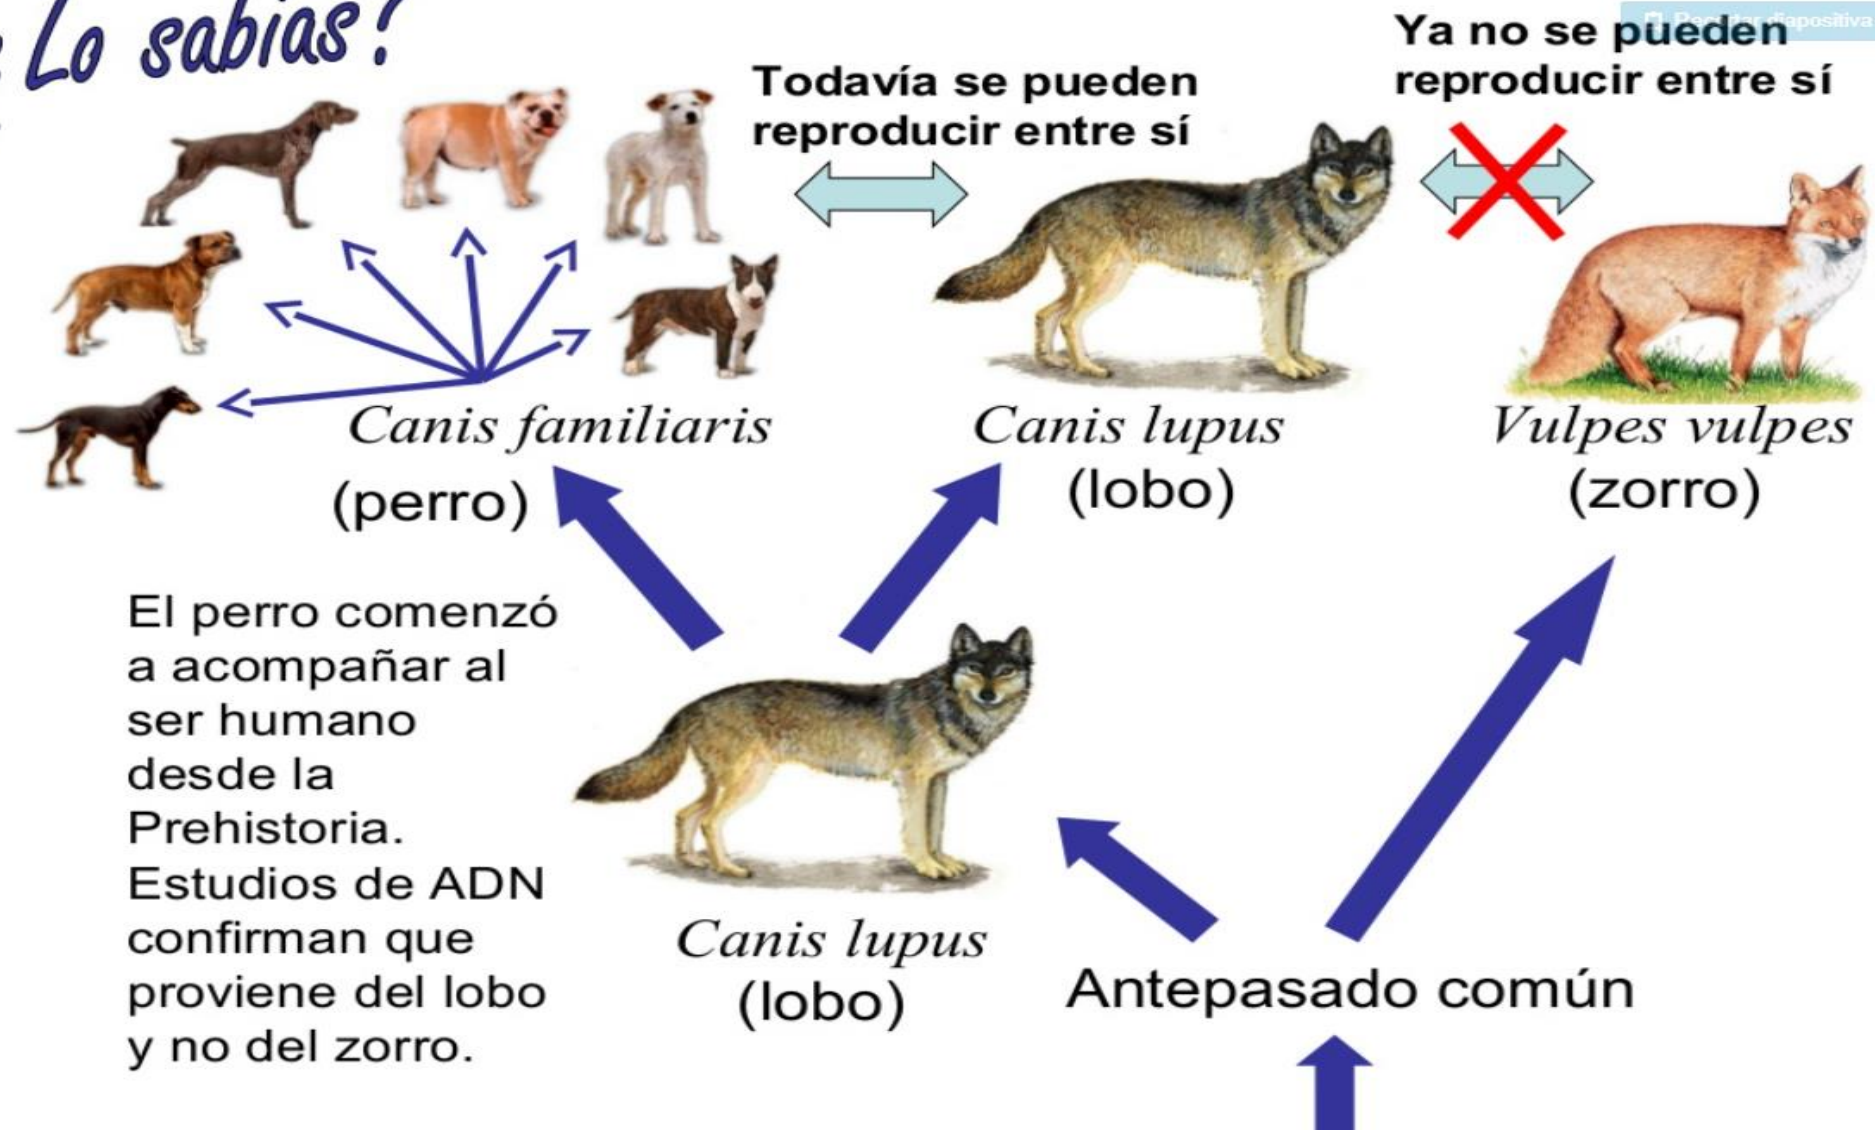 ¿Lo sabías?
Todavía se pueden
reproducir entre sí
Ya no se pueden
reproducir entre sí
Recortar diapositiva
Canis familiaris
(perro)
Canis lupus
(lobo)
Vulpes vulpes
(zorro)
El perro comenzó
a acompañar al
ser humano
desde la
Prehistoria.
Estudios de ADN
confirman que
proviene del lobo
y no del zorro.
Canis lupus
(lobo)
Antepasado común